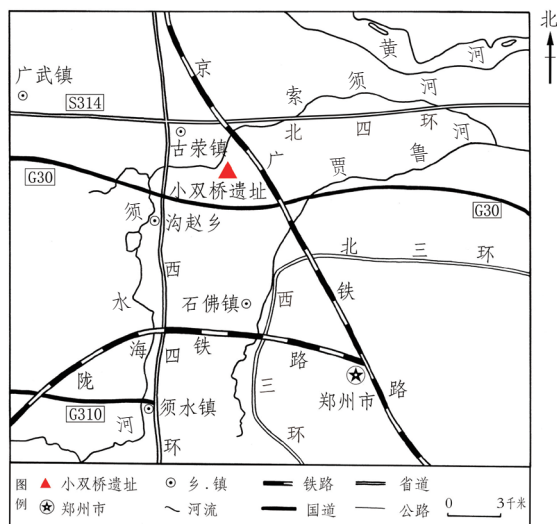 北
黄河
广武镇
京
索须河
S314
北四环
古荥镇
广
贾鲁河
小双桥遗址
G30
G30
须
沟赵乡
北三环
西
水
石佛镇
西
铁
海
四
铁
路
陇
三
郑州市
路
G310
须水镇
河
环
环
图例
小双桥遗址
乡.镇
铁路
省道
郑州市
河流
国道
公路
0 3千米